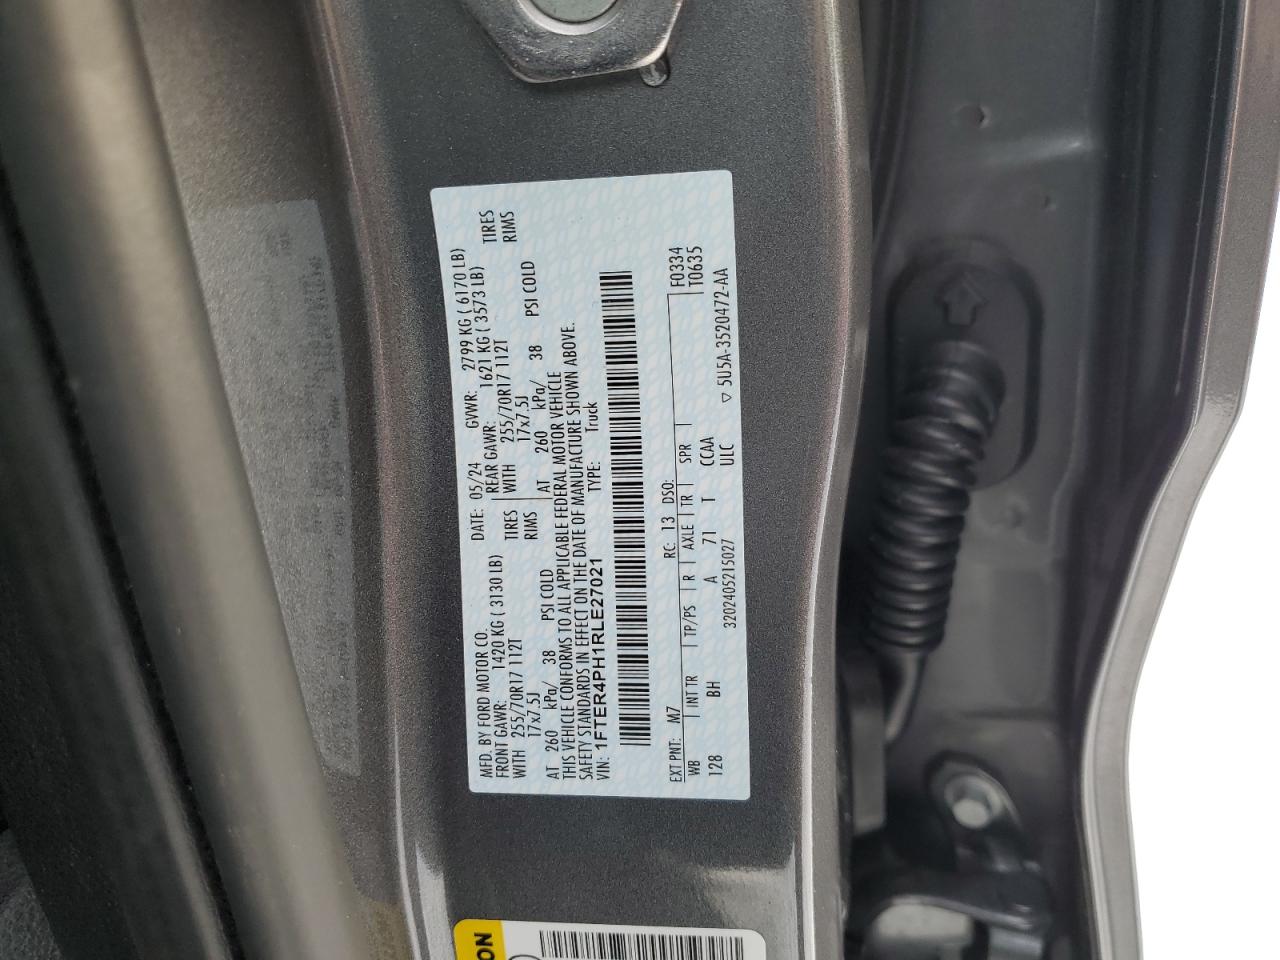 MFD. BY FORD MOTOR CO. DATE: 05/24 GVWR: 2799 KG ( 6170 LB)
FRONT GAWR: 1420 KG ( 3130 LB) REAR GAWR: 1621 KG ( 3573 LB)
WITH 255/70R17 112T TIRES WITH 255/70R17 112T TIRES
17x7.5J RIMS 17x7.5J RIMS
AT 260 kPa/ 38 PSI COLD AT 260 kPa/ 38 PSI COLD
THIS VEHICLE CONFORMS TO ALL APPLICABLE FEDERAL MOTOR VEHICLE
SAFETY STANDARDS IN EFFECT ON THE DATE OF MANUFACTURE SHOWN ABOVE.
VIN: 1FTER4PH1RLE27021 TYPE: Truck
EXT PNT: M7 RC: 13 DSO: F0334
WB INT TR TP/PS R AXLE TR SPR T0635
128 BH A 71 T CCAA
3202405215027 ULC ▽ 5U5A-3520472-AA